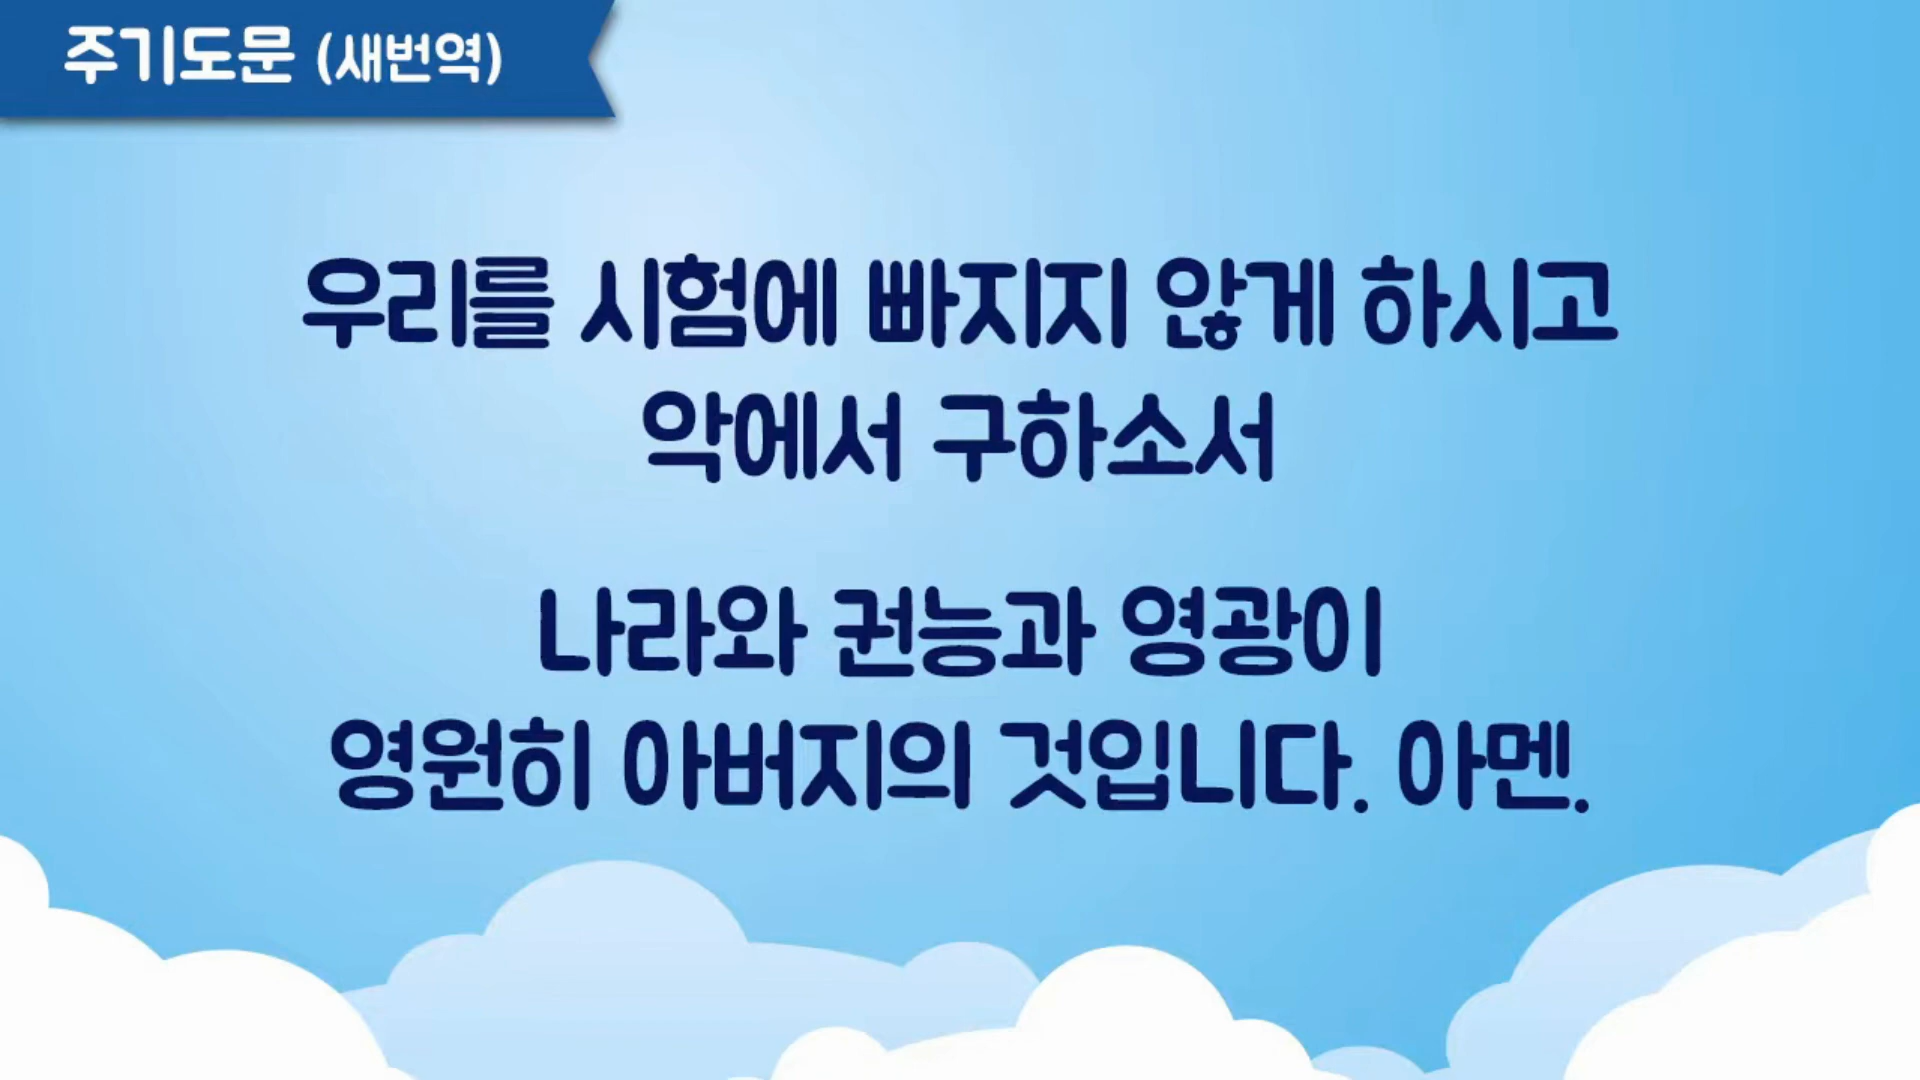 주기도문 (새번역)
우리를 시험에 빠지지 않게 하시고
악에서 구하소서
나라와 권능과 영광이
영원히 아버지의 것입니다. 아멘.